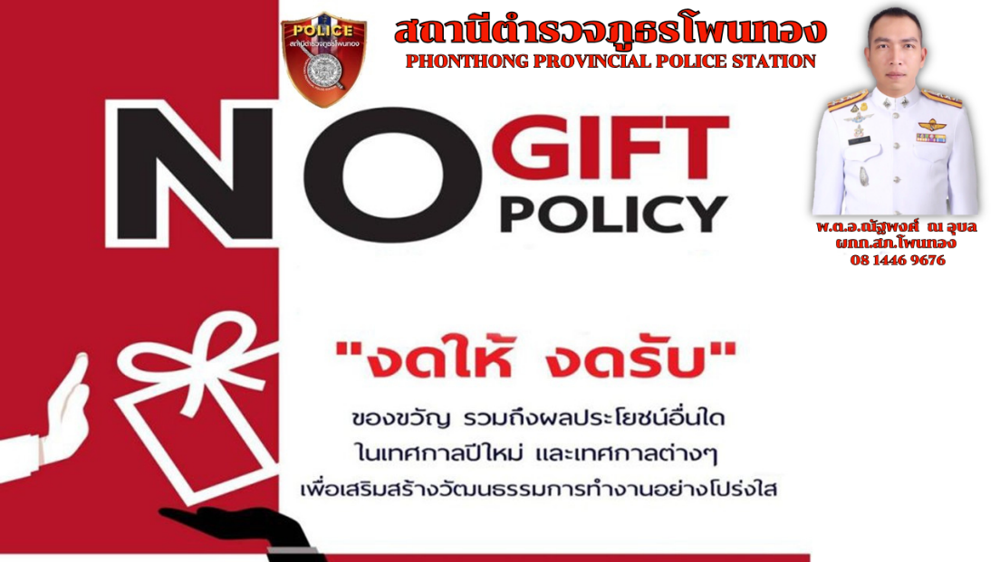 POLICE
สถานีตำรวจภูธรโพนทอง
สถานีตำรวจภูธรโพนทอง
PHONTHONG PROVINCIAL POLICE STATION
NO GIFT
POLICY
พ.ต.อ.ณัฐพงศ์ ณ อุบล
ผกก.สภ.โพนทอง
08 1446 9676
"งดให้ งดรับ"
ของขวัญ รวมถึงผลประโยชน์อื่นใด
ในเทศกาลปีใหม่ และเทศกาลต่างๆ
เพื่อเสริมสร้างวัฒนธรรมการทำงานอย่างโปร่งใส